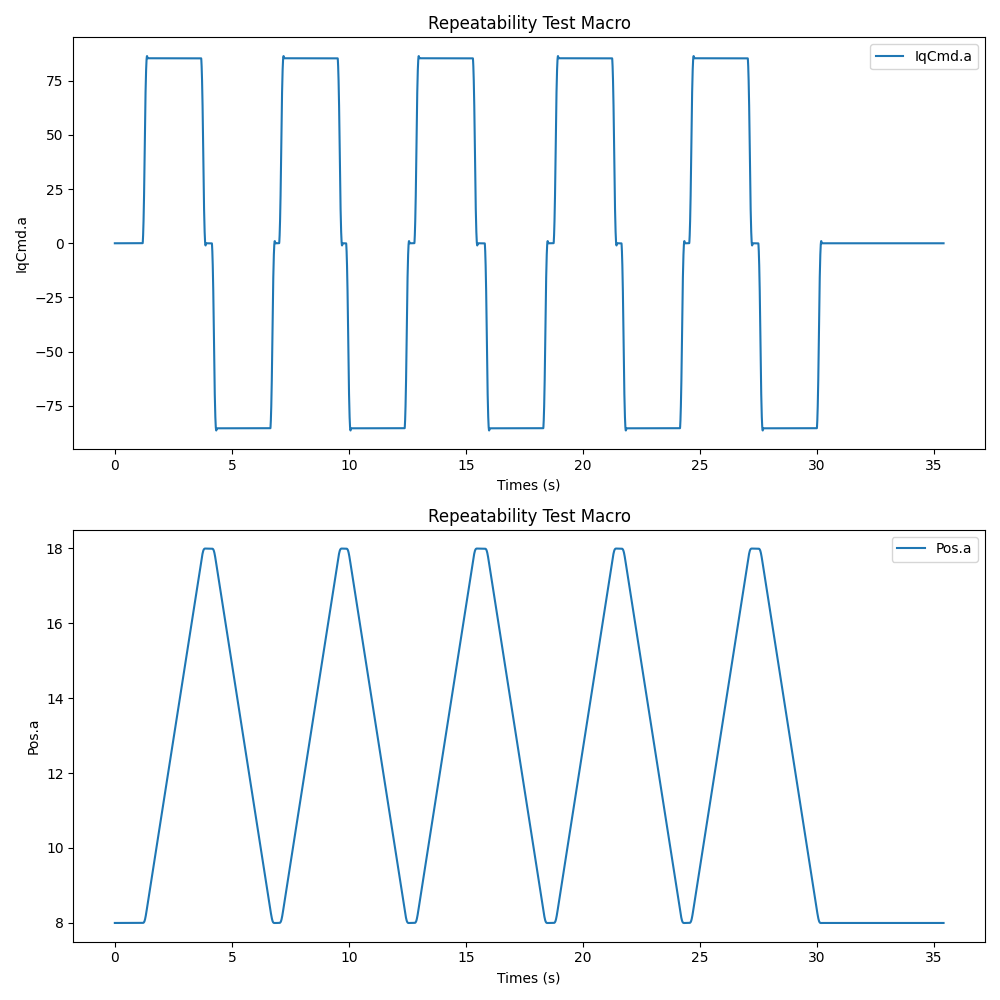 Repeatability Test Macro
IqCmd.a
75
50
25
0
−25
−50
−75
IqCmd.a
0 5 10 15 20 25 30 35
Times (s)
Repeatability Test Macro
Pos.a
18
16
14
12
10
8
Pos.a
0 5 10 15 20 25 30 35
Times (s)